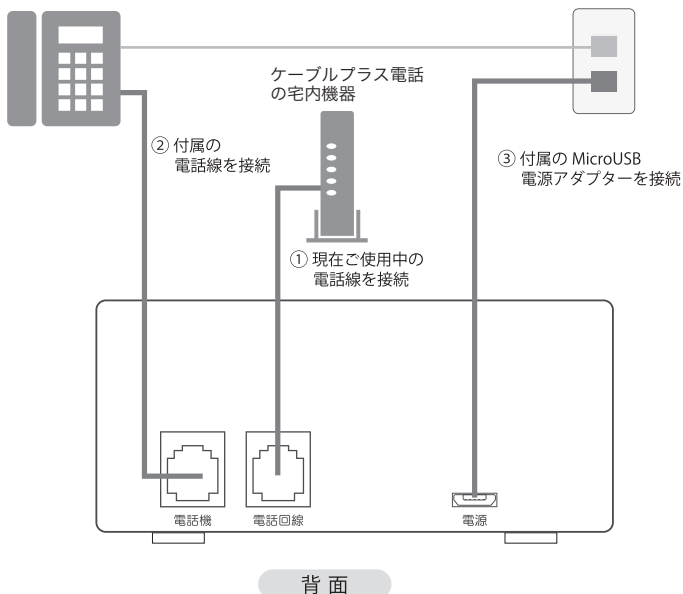 ケーブルプラス電話
の宅内機器
② 付属の
電話線を接続
③ 付属の MicroUSB
電源アダプターを接続
① 現在ご使用中の
電話線を接続
電話機
電話回線
電源
背面